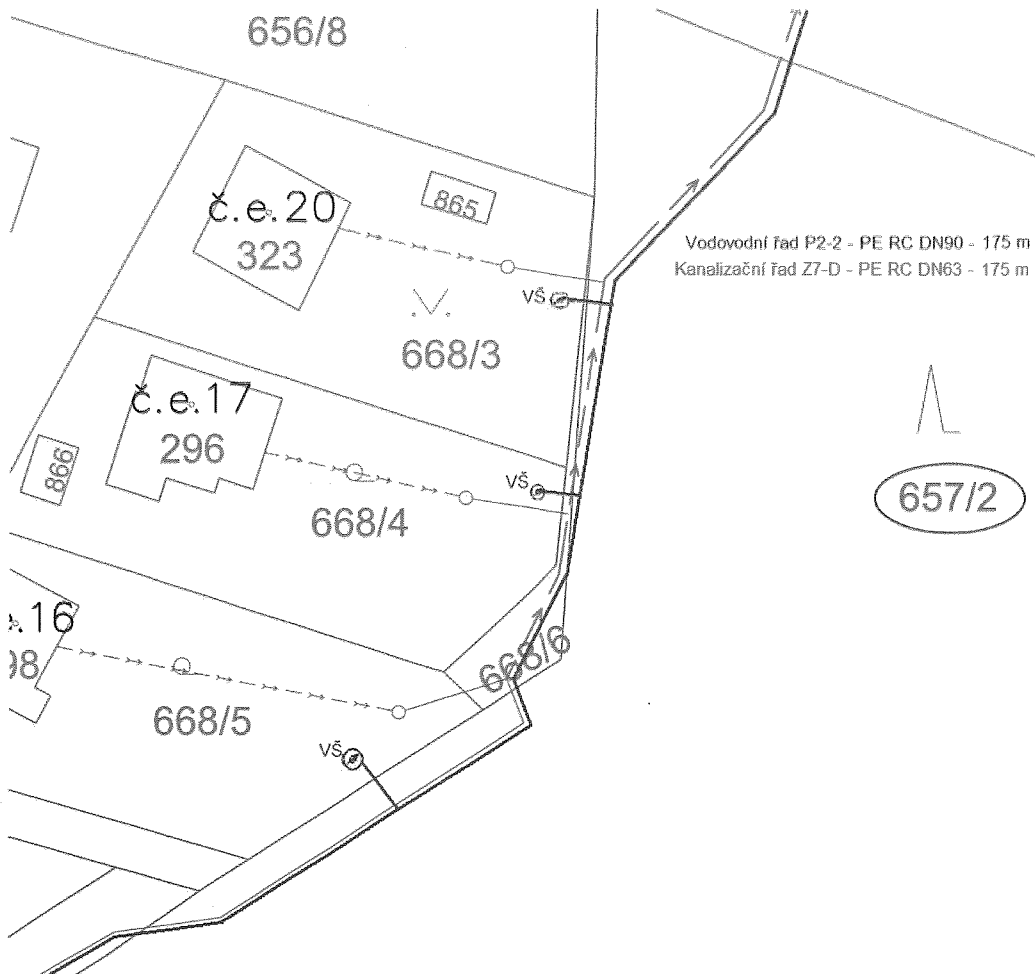 656/8
č.e.20
323
865
Vodovodní řad P2-2 - PE RC DN90 - 175 m
Kanalizační řad Z7-D - PE RC DN63 - 175 m
VŠ
668/3
č.e.17
296
866
VŠ
668/4
657/2
.16
98
668/6
668/5
VŠ